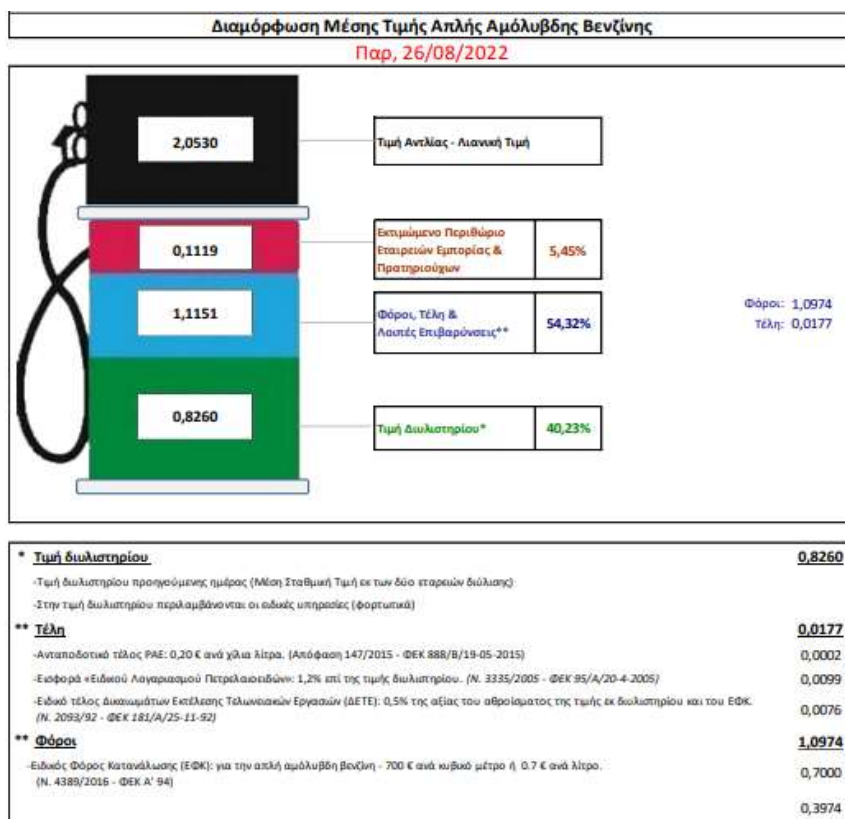 Διαμόρφωση Μέσης Τιμής Απλής Αμόλυβδης Βενζίνης
Παρ, 26/08/2022
2,0530
Τιμή Αντλίας - Λιανική Τιμή
0,1119
Εκτιμώμενο Περιθώριο
Εταιρειών Εμπορίας &
Πρατηριούχων
5,45%
1,1151
Φόροι, Τέλη &
Λοιπές Επιβαρύνσεις**
54,32%
Φόροι: 1,0974
Τέλη: 0,0177
0,8260
Τιμή Διυλιστηρίου*
40,23%
* Τιμή διυλιστηρίου 0,8260
-Τιμή διυλιστηρίου προηγούμενης ημέρας (Μέση Σταθμική Τιμή εκ των δύο εταρειών διύλισης)
-Στην τιμή διυλιστηρίου περιλαμβάνονται οι ειδικές υπηρεσίες (φορτωτικά)
** Τέλη 0,0177
-Ανταποδοτικό τέλος ΡΑΕ: 0,20 € ανά χίλια λίτρα. (Απόφαση 147/2015 - ΦΕΚ 888/Β/19-05-2015) 0,0002
-Εισφορά «Ειδικού Λογαριασμού Πετρελαιοειδών»: 1,2% επί της τιμής διυλιστηρίου. (Ν. 3335/2005 - ΦΕΚ 95/Α/20-4-2005) 0,0099
-Ειδικό τέλος Δικαιωμάτων Εκτέλεσης Τελωνειακών Εργασιών (ΔΕΤΕ): 0,5% της αξίας του αθροίσματος της τιμής εκ διυλιστηρίου και του ΕΦΚ. 0,0076
(Ν. 2093/92 - ΦΕΚ 181/Α/25-11-92)
** Φόροι 1,0974
-Ειδικός Φόρος Κατανάλωσης (ΕΦΚ): για την απλή αμόλυβδη βενζίνη - 700 € ανά κυβικό μέτρο ή 0.7 € ανά λίτρο. 0,7000
(Ν. 4389/2016 - ΦΕΚ Α' 94)
0,3974